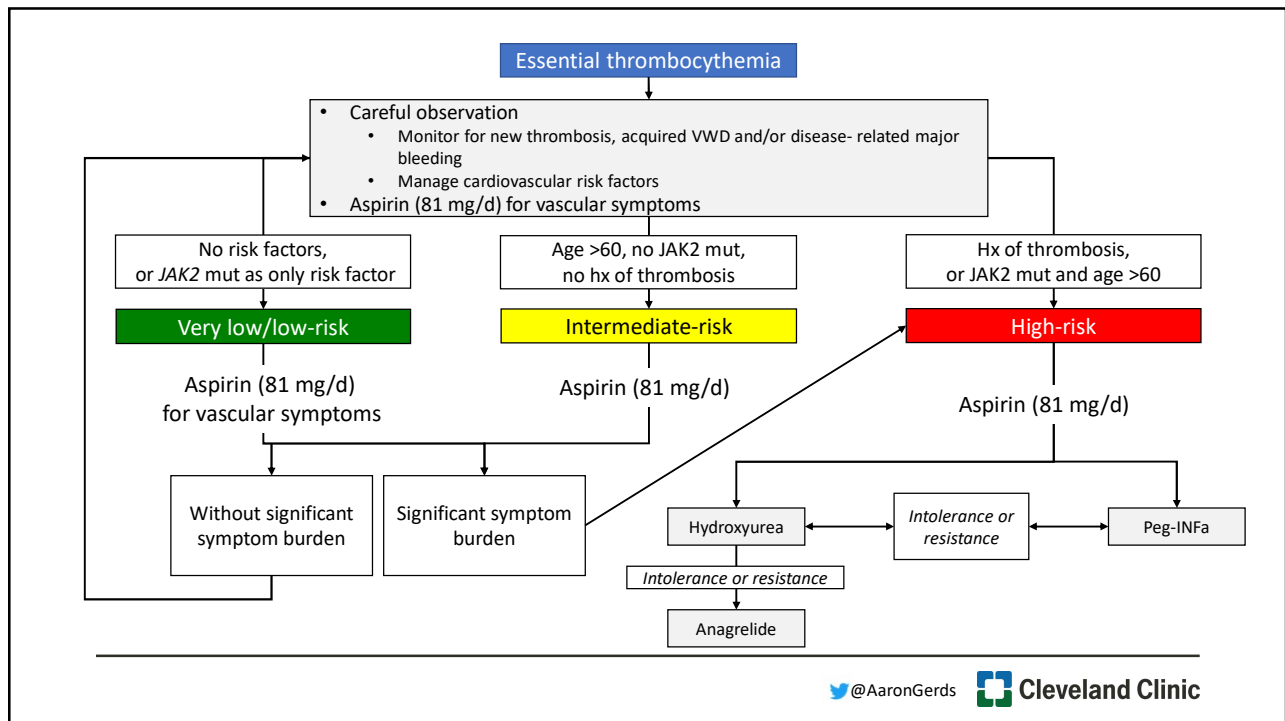 Essential thrombocythemia
• Careful observation
• Monitor for new thrombosis, acquired VWD and/or disease- related major
bleeding
• Manage cardiovascular risk factors
• Aspirin (81 mg/d) for vascular symptoms
No risk factors,
or JAK2 mut as only risk factor
Age >60, no JAK2 mut,
no hx of thrombosis
Hx of thrombosis,
or JAK2 mut and age >60
Very low/low-risk
Intermediate-risk
High-risk
Aspirin (81 mg/d)
for vascular symptoms
Aspirin (81 mg/d)
Aspirin (81 mg/d)
Without significant
symptom burden
Significant symptom
burden
Hydroxyurea
Intolerance or
resistance
Peg-INFa
Intolerance or resistance
Anagrelide
@AaronGerds
Cleveland Clinic